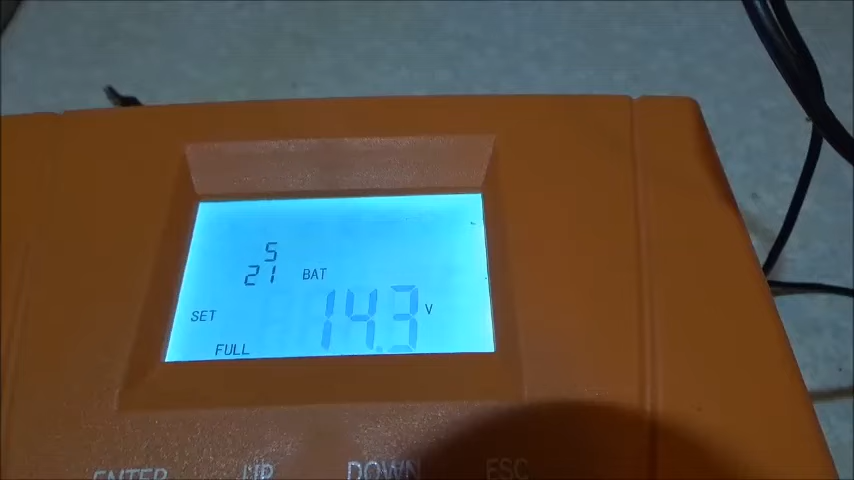 5
21 BAT
SET 14.3 V
FULL
ENTER UP DOWN ESC